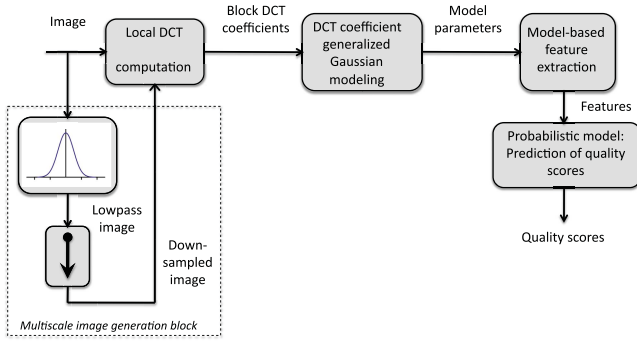 Image
Local DCT
computation
Block DCT
coefficients
DCT coefficient
generalized
Gaussian
modeling
Model
parameters
Model-based
feature
extraction
Features
Probabilistic model:
Prediction of quality
scores
Quality scores
Lowpass
image
Down-
sampled
image
Multiscale image generation block